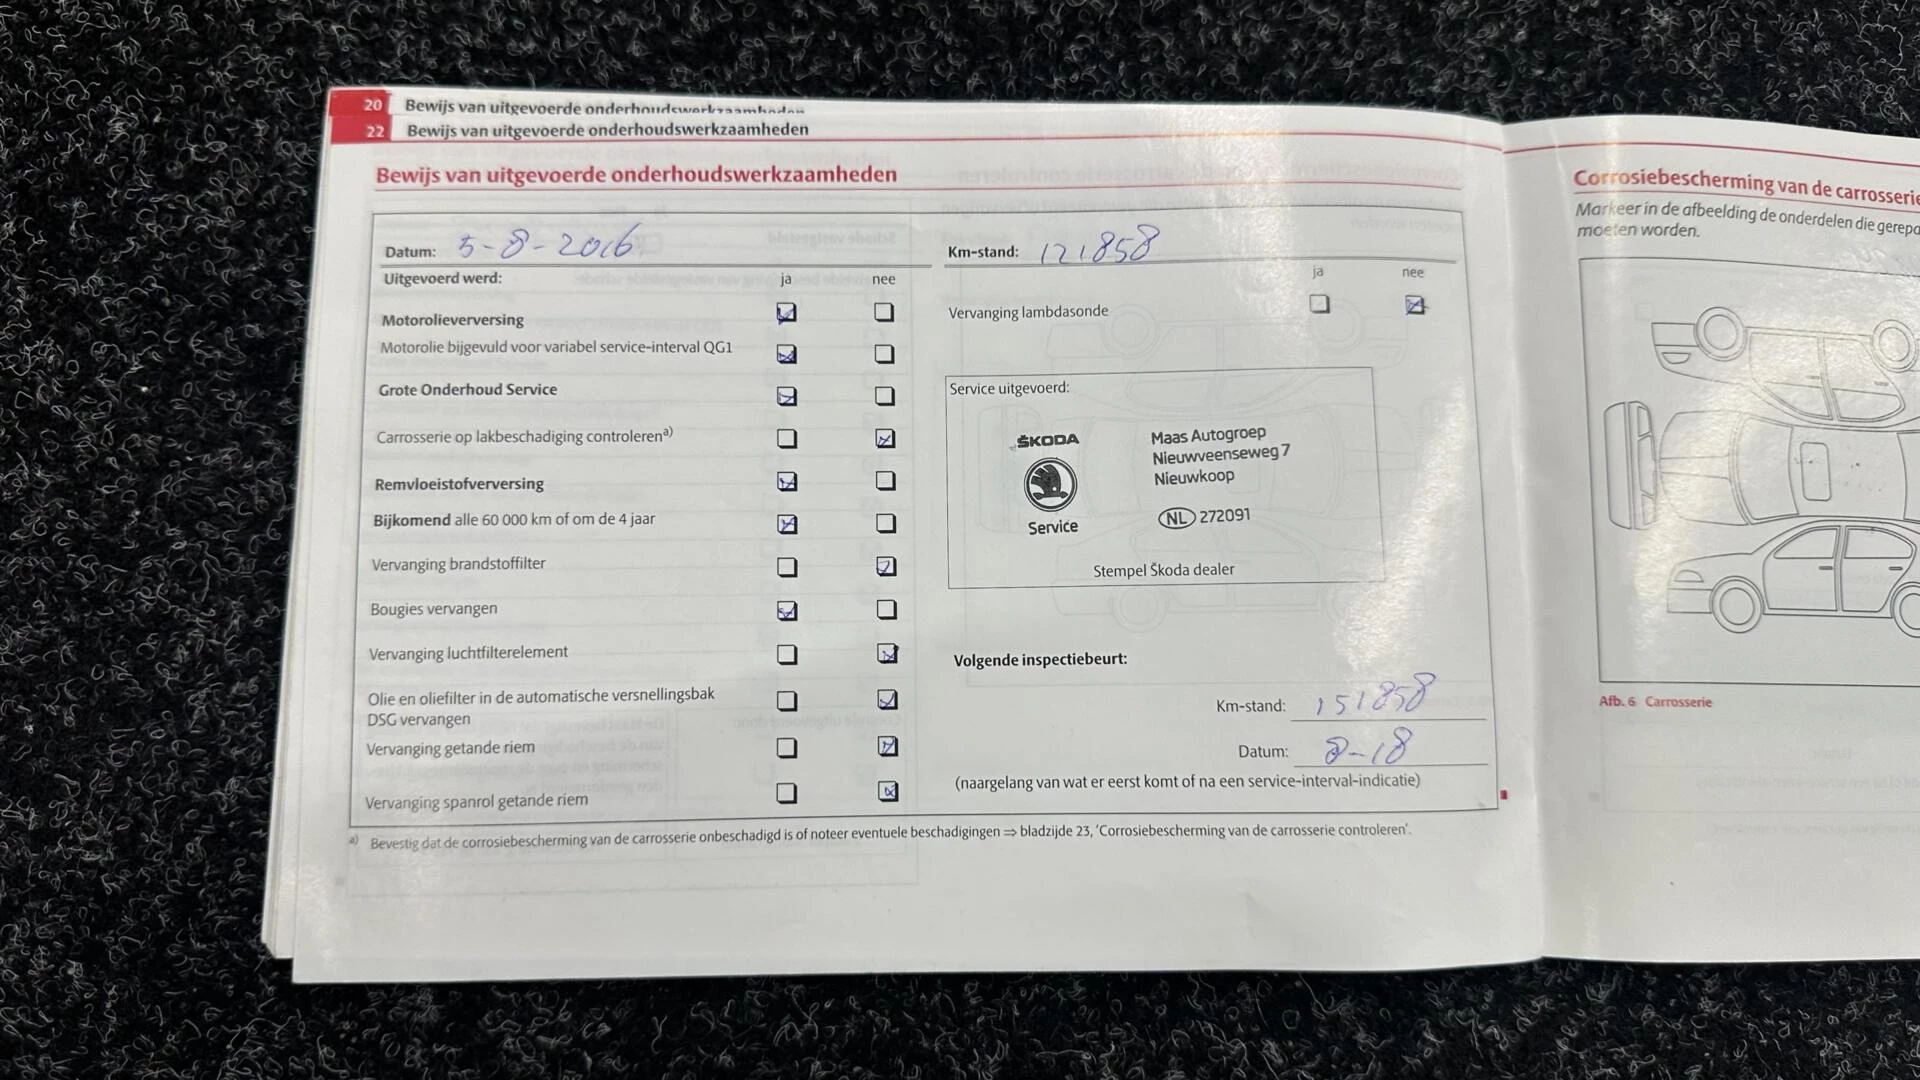 20 Bewijs van uitgevoerde onderhoudswerkzaamheden
22 Bewijs van uitgevoerde onderhoudswerkzaamheden
Bewijs van uitgevoerde onderhoudswerkzaamheden
Datum: 5-8-2016
Uitgevoerd werd: ja nee
Motorolieverversing
Motorolie bijgevuld voor variabel service-interval QG1
Grote Onderhoud Service
Carrosserie op lakbeschadiging controleren a)
Remvloeistofverversing
Bijkomend alle 60 000 km of om de 4 jaar
Vervanging brandstoffilter
Bougies vervangen
Vervanging luchtfilterelement
Olie en oliefilter in de automatische versnellingsbak
DSG vervangen
Vervanging getande riem
Vervanging spanrol getande riem
Km-stand: 121858
ja nee
Vervanging lambdasonde
Service uitgevoerd:
ŠKODA
Service
Maas Autogroep
Nieuwveenseweg 7
Nieuwkoop
NL 272091
Stempel Škoda dealer
Volgende inspectiebeurt:
Km-stand: 151858
Datum: 8-18
(naargelang van wat er eerst komt of na een service-interval-indicatie)
a) Bevestig dat de corrosiebescherming van de carrosserie onbeschadigd is of noteer eventuele beschadigingen ⇒ bladzijde 23, 'Corrosiebescherming van de carrosserie controleren'.
Corrosiebescherming van de carrosserie
Markeer in de afbeelding de onderdelen die gerepa
moeten worden.
Afb. 6 Carrosserie